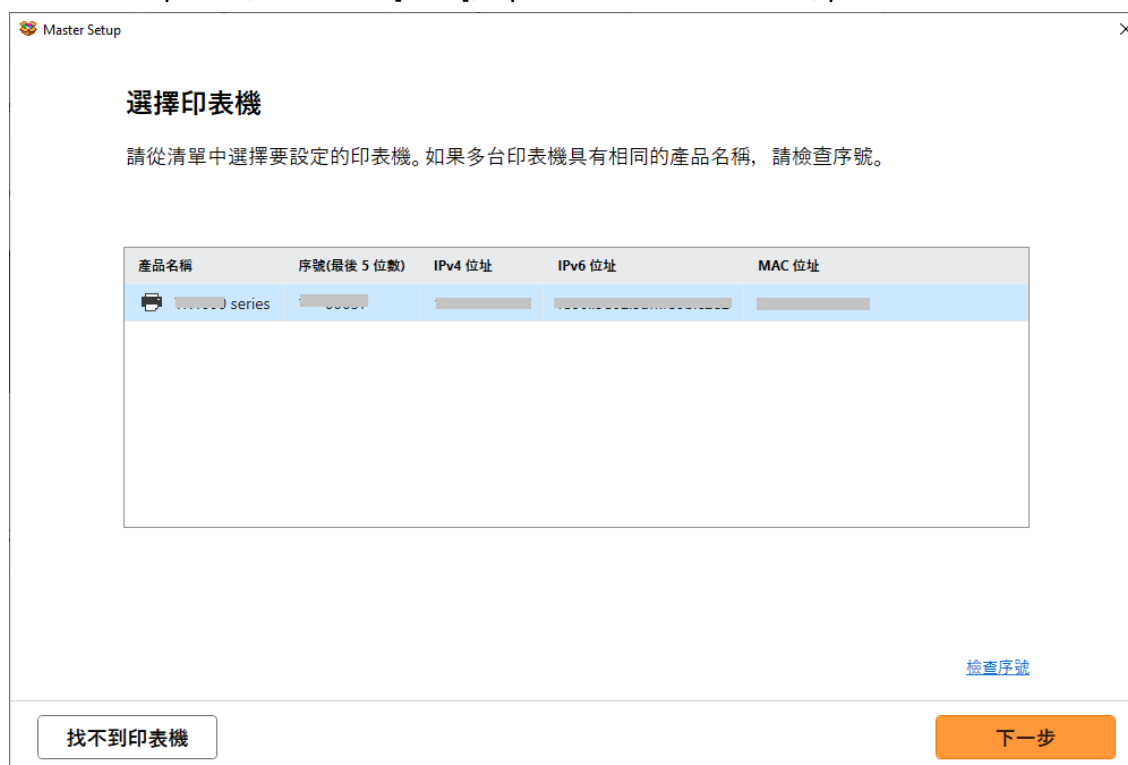 Master Setup
選擇印表機
請從清單中選擇要設定的印表機。如果多台印表機具有相同的產品名稱，請檢查序號。
產品名稱 序號(最後 5 位數) IPv4 位址 IPv6 位址 MAC 位址
series
檢查序號
找不到印表機 下一步